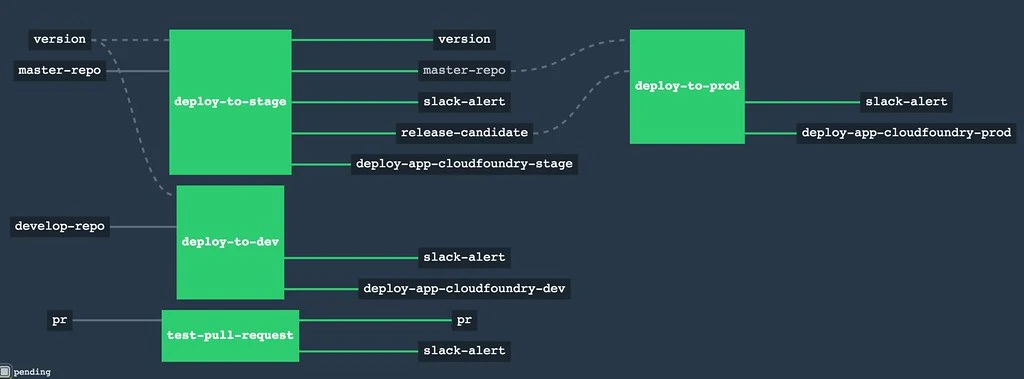 version
master-repo
deploy-to-stage
version
master-repo
slack-alert
release-candidate
deploy-app-cloudfoundry-stage
deploy-to-prod
slack-alert
deploy-app-cloudfoundry-prod
develop-repo
deploy-to-dev
slack-alert
deploy-app-cloudfoundry-dev
pr
test-pull-request
pr
slack-alert
pending